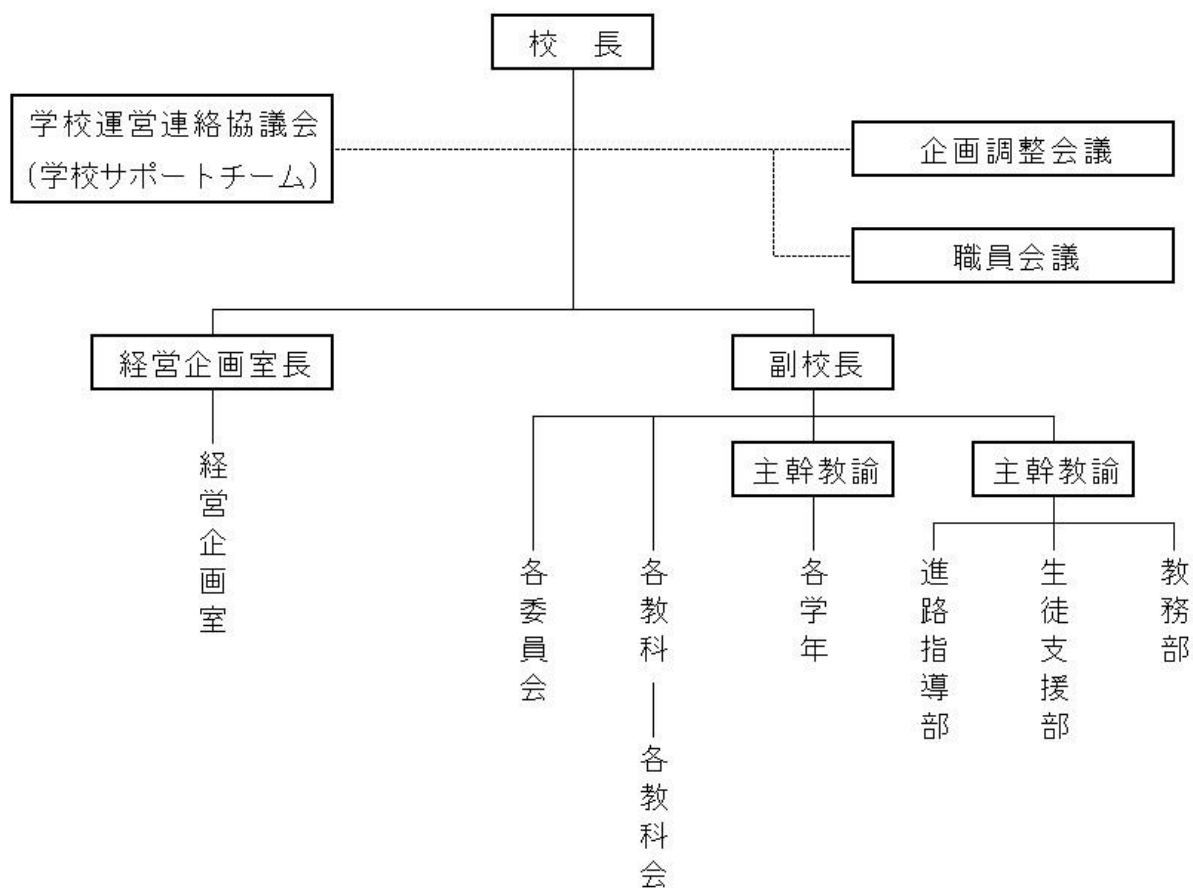 校　長
学校運営連絡協議会
(学校サポートチーム)
企画調整会議
職員会議
経営企画室長
副校長
主幹教諭
主幹教諭
経営企画室
各委員会
各教科
各教科会
各学年
進路指導部
生徒支援部
教務部